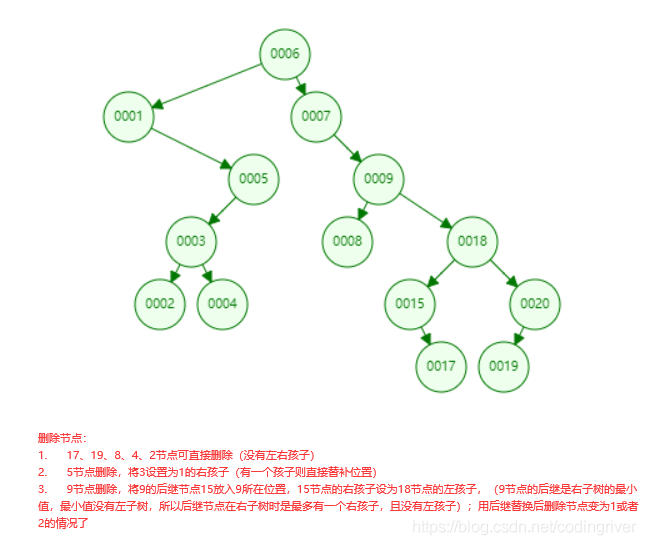 0006
0001
0007
0005
0009
0003
0008
0018
0002
0004
0015
0020
0017
0019
删除节点：
1. 17、19、8、4、2节点可直接删除（没有左右孩子）
2. 5节点删除，将3设置为1的右孩子（有一个孩子则直接替补位置）
3. 9节点删除，将9的后继节点15放入9所在位置，15节点的右孩子设为18节点的左孩子，（9节点的后继是右子树的最小
值，最小值没有左子树，所以后继节点在右子树时是最多有一个右孩子，且没有左孩子）；用后继替换后删除节点变为1或者
2的情况了
https://blog.csdn.net/codingriver